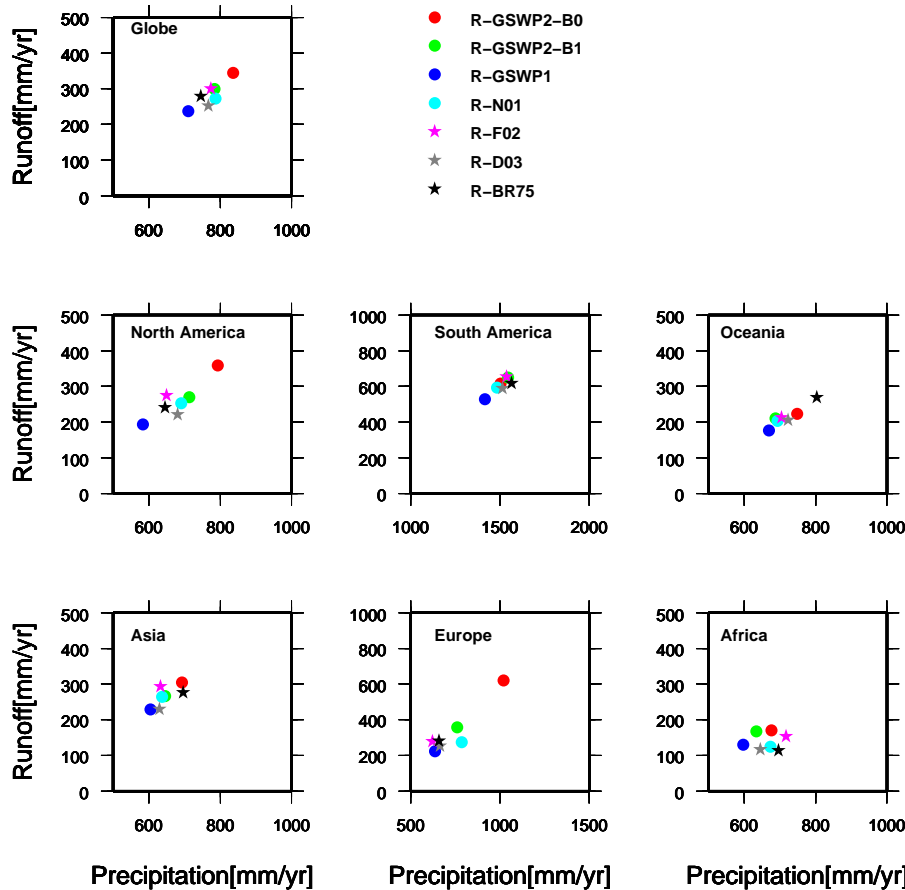 Globe
Runoff[mm/yr]
500
400
300
200
100
0
600 800 1000
R-GSWP2-B0
R-GSWP2-B1
R-GSWP1
R-N01
R-F02
R-D03
R-BR75
North America
Runoff[mm/yr]
500
400
300
200
100
0
600 800 1000
South America
1000
800
600
400
200
0
1000 1500 2000
Oceania
500
400
300
200
100
0
600 800 1000
Asia
Runoff[mm/yr]
500
400
300
200
100
0
600 800 1000
Precipitation[mm/yr]
Europe
1000
800
600
400
200
0
500 1000 1500
Precipitation[mm/yr]
Africa
500
400
300
200
100
0
600 800 1000
Precipitation[mm/yr]